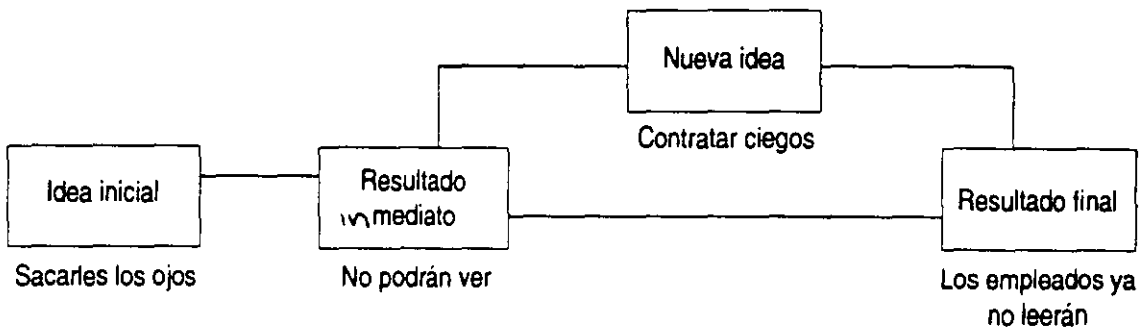 Nueva idea
Contratar ciegos
Idea inicial
Sacarles los ojos
Resultado
inmediato
No podrán ver
Resultado final
Los empleados ya
no leerán